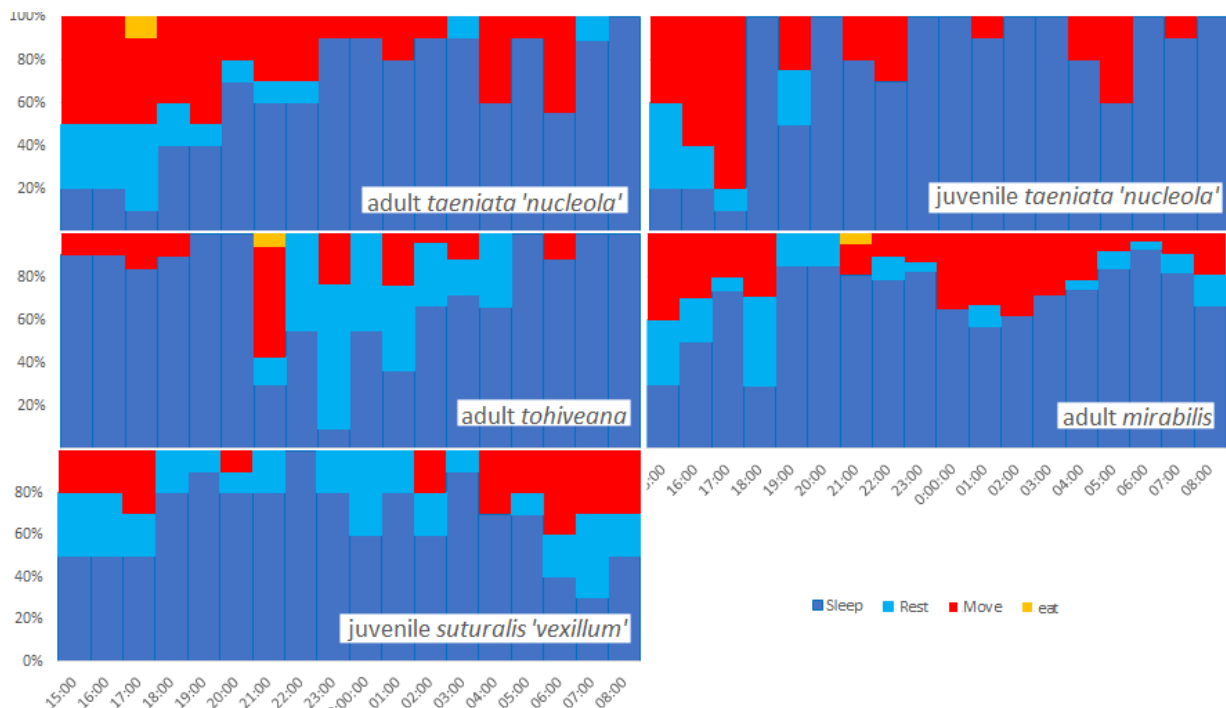 100%
80%
60%
40%
20%
adult taeniata 'nucleola'
juvenile taeniata 'nucleola'
80%
60%
40%
20%
adult tohiveana
adult mirabilis
80%
60%
40%
20%
0%
juvenile suturalis 'vexillum'
16:00 17:00 18:00 19:00 20:00 21:00 22:00 23:00 0:00:00 01:00 02:00 03:00 04:00 05:00 06:00 07:00 08:00
Sleep Rest Move eat
15:00 16:00 17:00 18:00 19:00 20:00 21:00 22:00 23:00 01:00 02:00 03:00 04:00 05:00 06:00 07:00 08:00